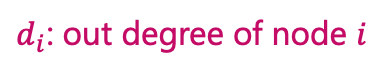 dᵢ: out degree of node i